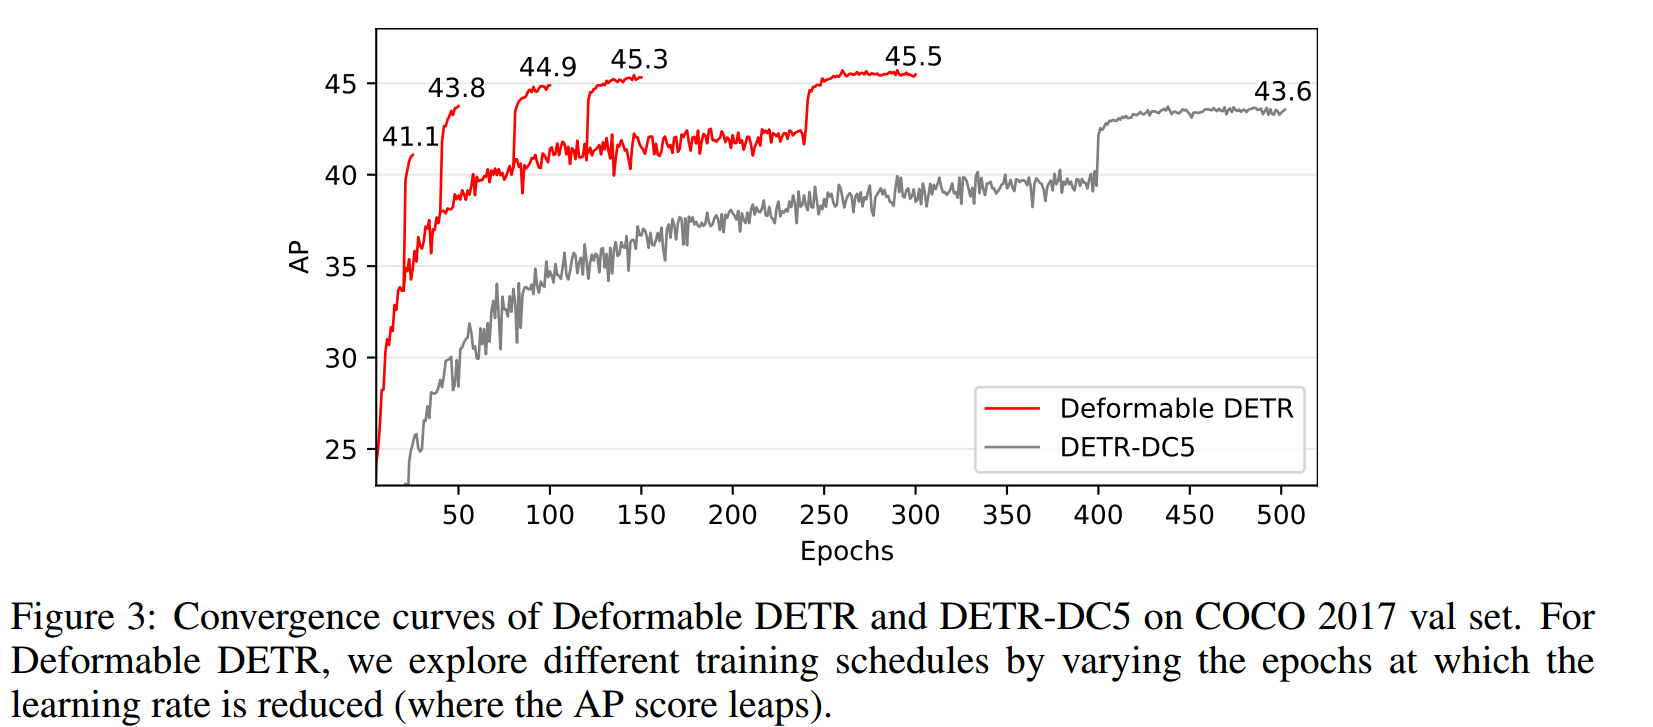 45.5
45.3
44.9
43.8
43.6
41.1
45
40
35
30
25
AP
Deformable DETR
DETR-DC5
50 100 150 200 250 300 350 400 450 500
Epochs
Figure 3: Convergence curves of Deformable DETR and DETR-DC5 on COCO 2017 val set. For
Deformable DETR, we explore different training schedules by varying the epochs at which the
learning rate is reduced (where the AP score leaps).